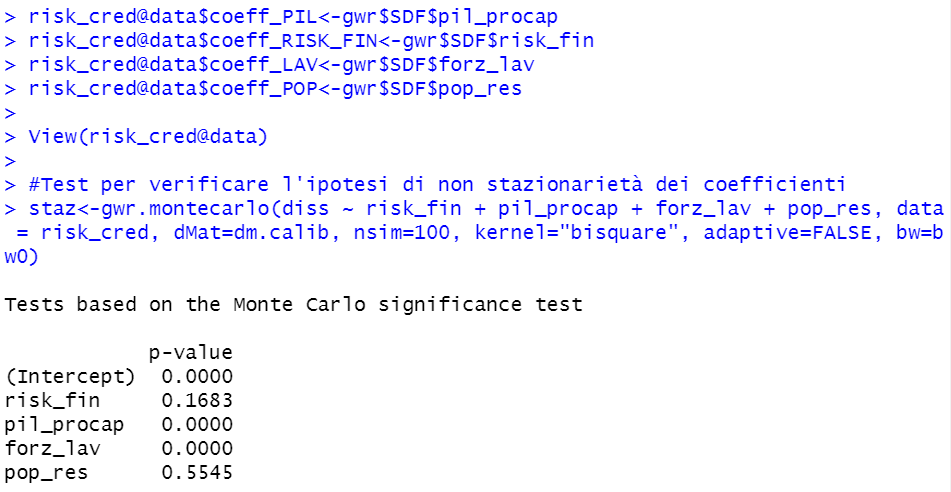 > risk_cred@data$coeff_PIL<-gwr$SDF$pil_procap
> risk_cred@data$coeff_RISK_FIN<-gwr$SDF$risk_fin
> risk_cred@data$coeff_LAV<-gwr$SDF$forz_lav
> risk_cred@data$coeff_POP<-gwr$SDF$pop_res
>
> View(risk_cred@data)
>
> #Test per verificare l'ipotesi di non stazionarietà dei coefficienti
> staz<-gwr.montecarlo(diss ~ risk_fin + pil_procap + forz_lav + pop_res, data
 = risk_cred, dMat=dm.calib, nsim=100, kernel="bisquare", adaptive=FALSE, bw=b
w0)

Tests based on the Monte Carlo significance test

            p-value
(Intercept)  0.0000
risk_fin     0.1683
pil_procap   0.0000
forz_lav     0.0000
pop_res      0.5545